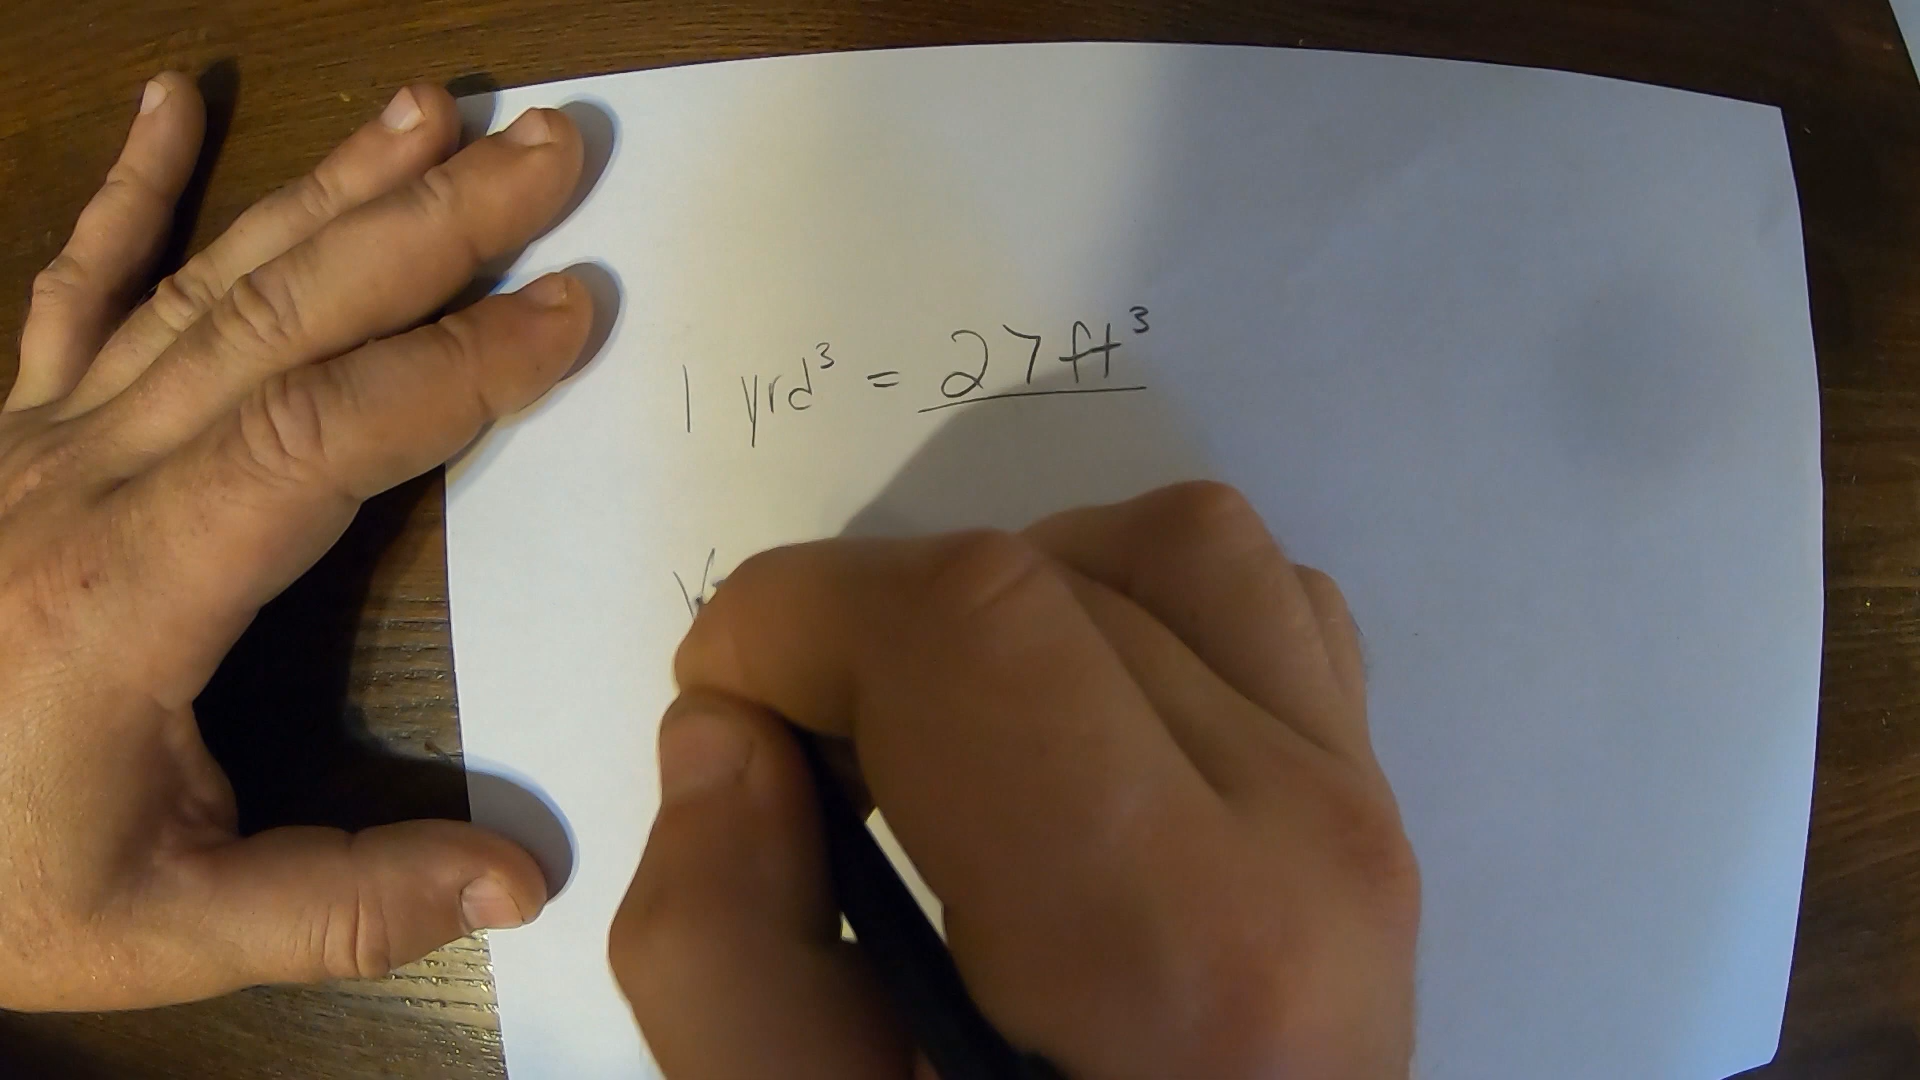 1 yrd³ = 27 ft³